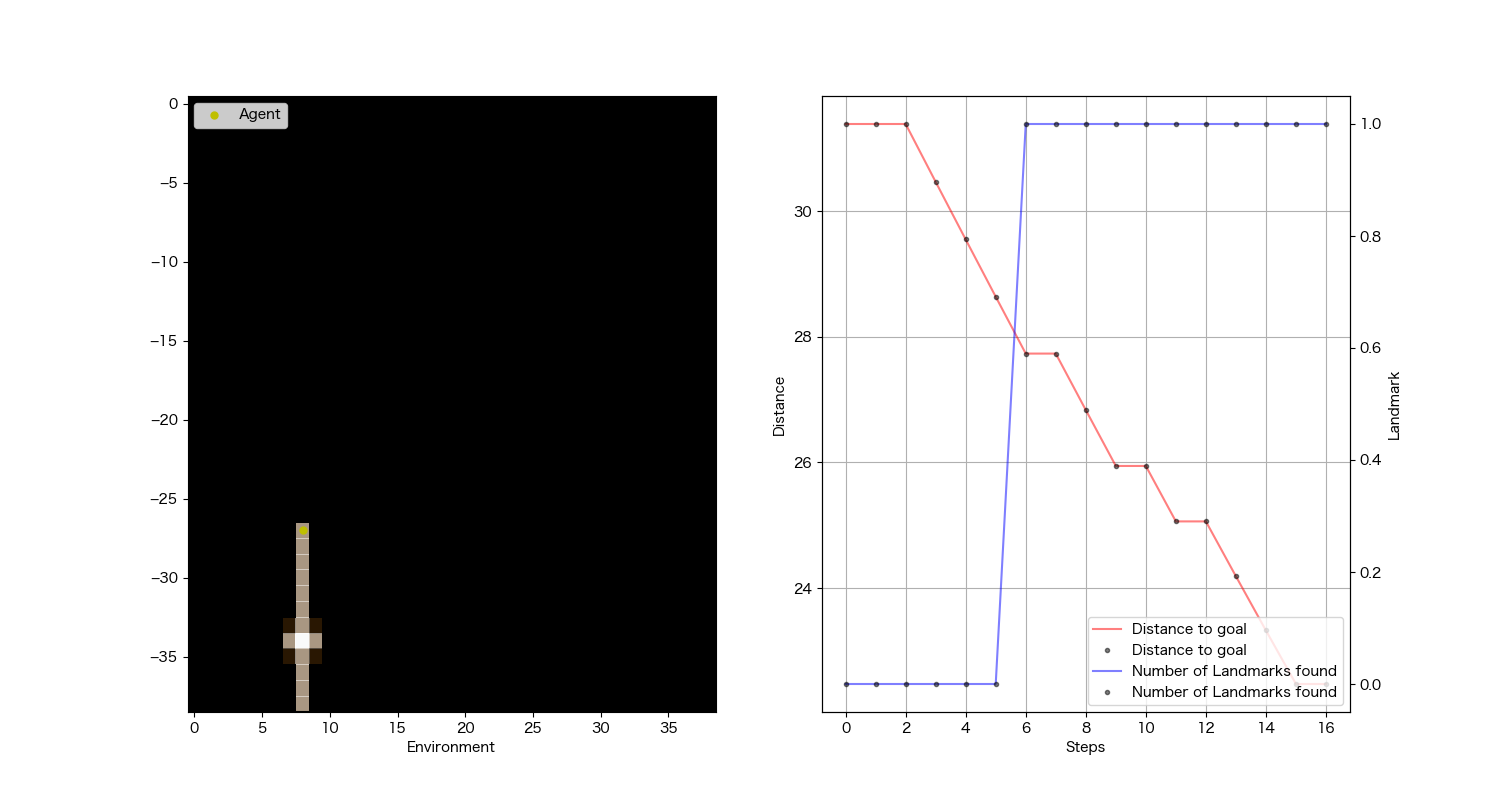 Agent
0
−5
−10
−15
−20
−25
−30
−35
0 5 10 15 20 25 30 35
Environment
30
28
26
24
Distance
1.0
0.8
0.6
0.4
0.2
0.0
Landmark
Distance to goal
Distance to goal
Number of Landmarks found
Number of Landmarks found
0 2 4 6 8 10 12 14 16
Steps